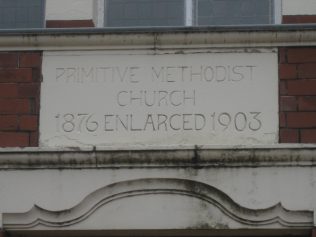 PRIMITIVE METHODIST
CHURCH
1876 ENLARGED 1903